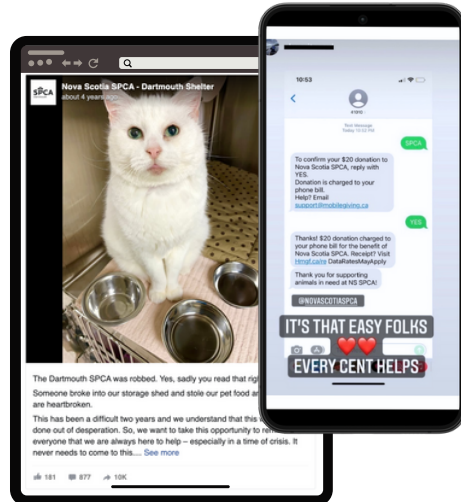 SPCA
Nova Scotia SPCA - Dartmouth Shelter
about 4 years ago
The Dartmouth SPCA was robbed. Yes, sadly you read that
Someone broke into our storage shed and stole our pet food
are heartbroken.
This has been a difficult two years and we understand that this
done out of desperation. So, we want to take this opportunity to
everyone that we are always here to help – especially in a time of crisis. It
never needs to come to this.... See more
181 877 10K
10:53
Text Message
SPCA
To confirm your $20 donation to
Nova Scotia SPCA, reply with
YES.
Donation is charged to your
phone bill.
Help? Email
support@mobilegiving.ca
YES
Thanks! $20 donation charged to
your phone bill for the benefit of
Nova Scotia SPCA. Receipt? Visit
DataRatesMayApply
Thank you for supporting
animals in need at NS SPCA!
@NOVASCOTIASPCA
IT'S THAT EASY FOLKS
❤️❤️
EVERY CENT HELPS